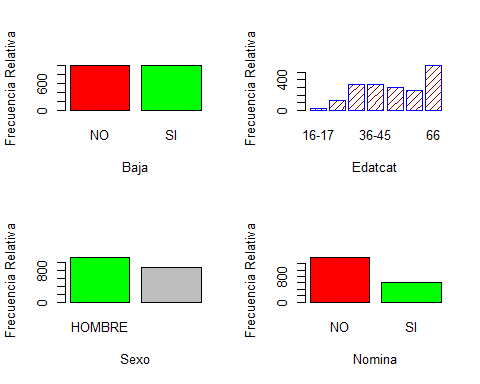 Frecuencia Relativa
600
0
NO SI
Baja
Frecuencia Relativa
400
0
16-17 36-45 66
Edatcat
Frecuencia Relativa
800
0
HOMBRE
Sexo
Frecuencia Relativa
800
0
NO SI
Nomina